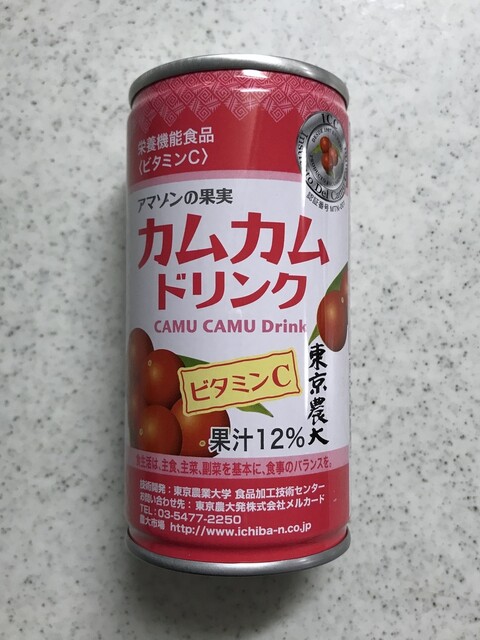 栄養機能食品
〈ビタミンC〉
アマゾンの果実
カムカム
ドリンク
CAMU CAMU Drink
ビタミンC
東京農大
果汁12%
食生活は、主食、主菜、副菜を基本に、食事のバランスを。
技術開発：東京農業大学 食品加工技術センター
お問い合わせ先：東京農大発株式会社メルカード
TEL：03-5477-2250
農大市場 http://www.ichiba-n.co.jp
ICC
認証番号